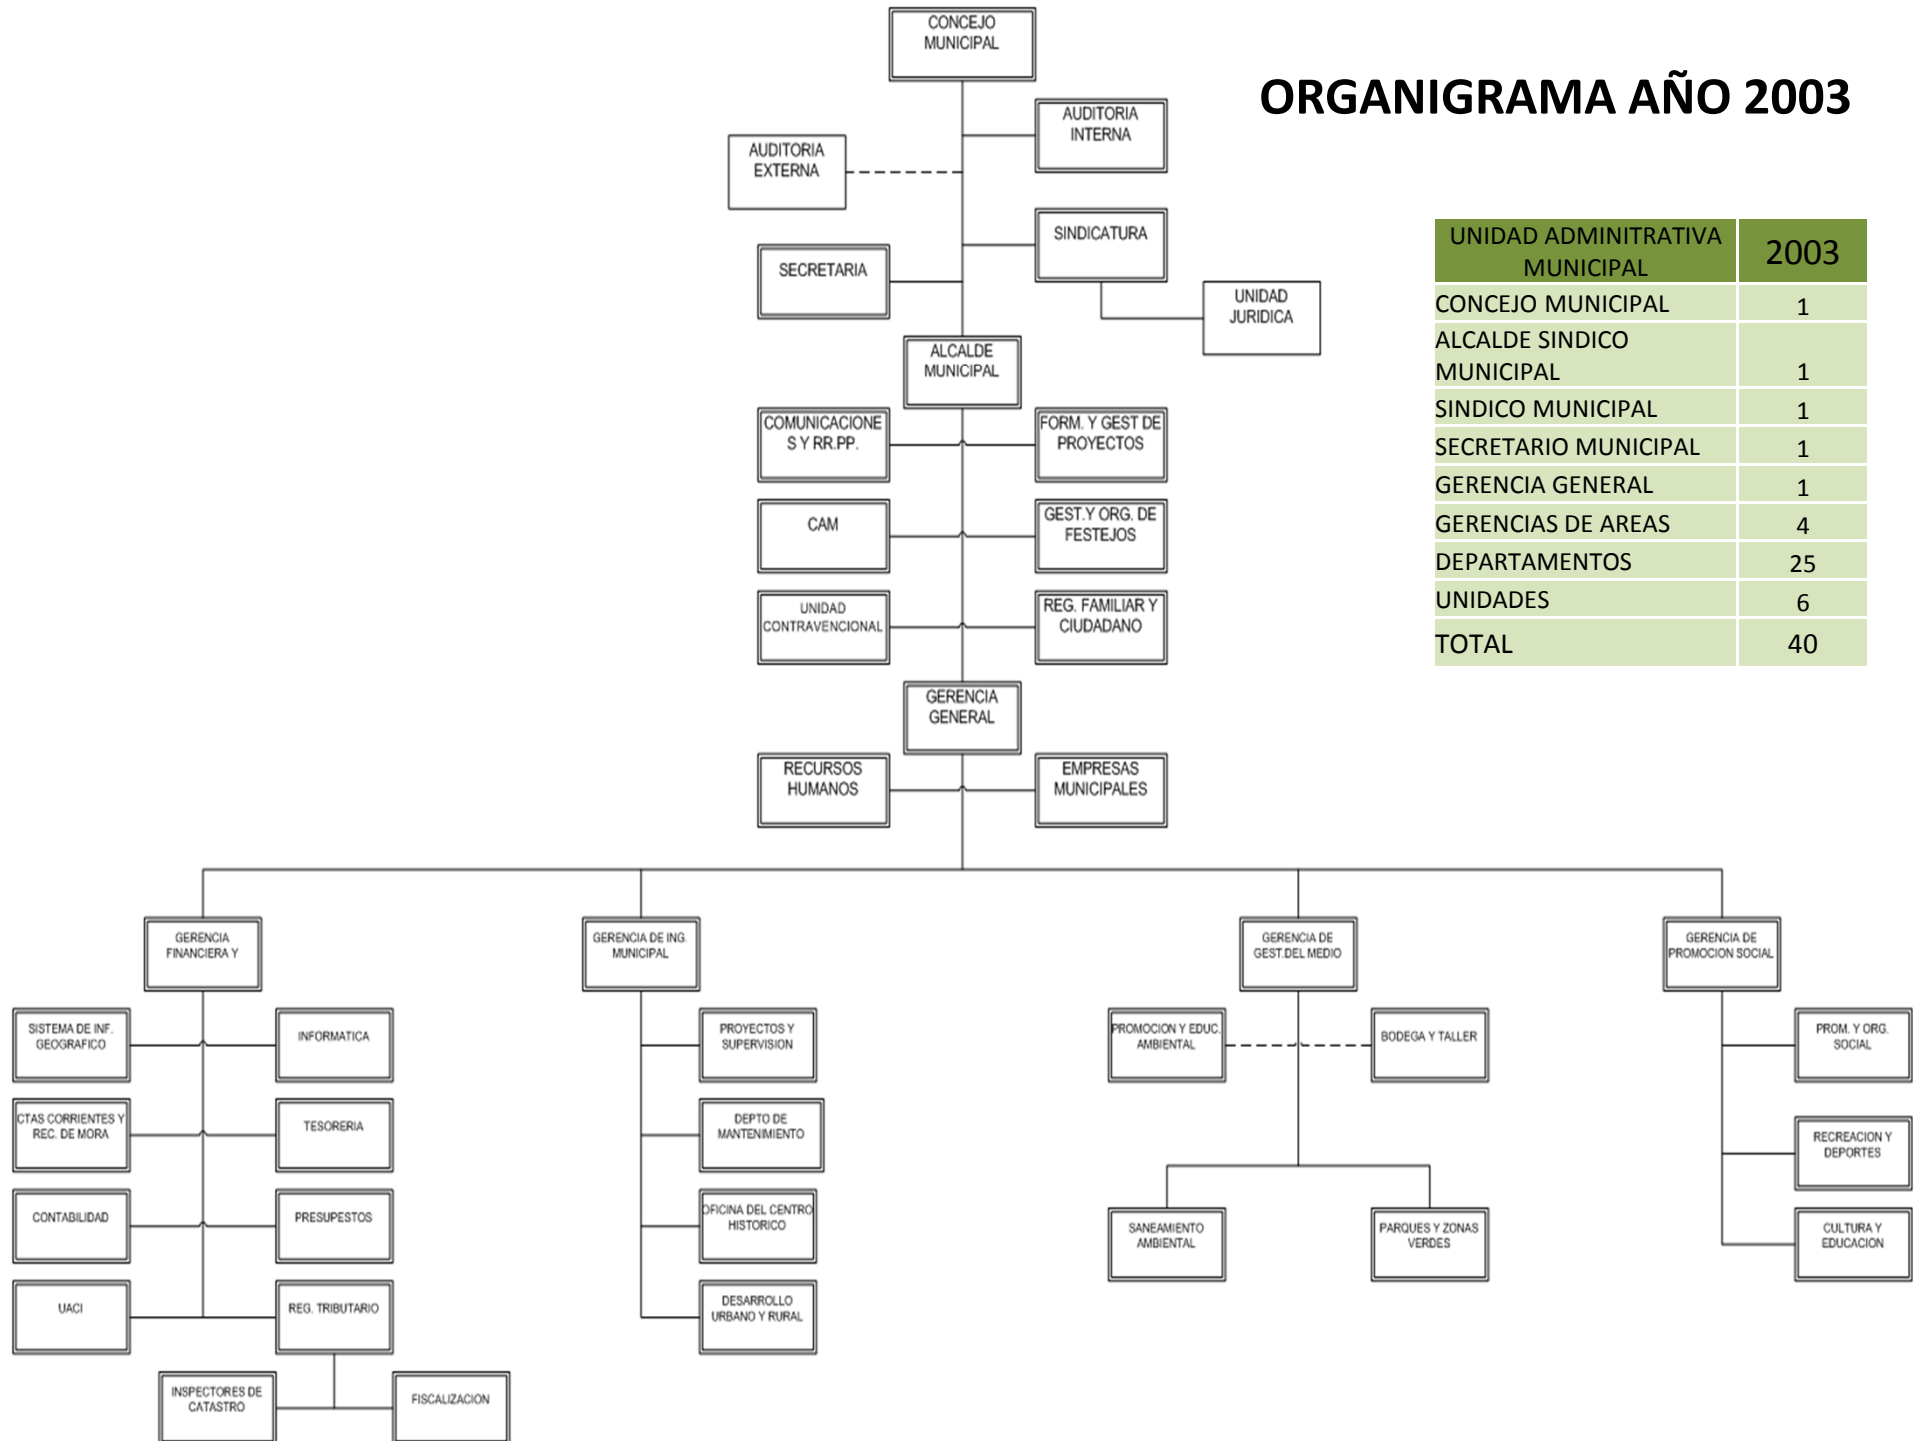 CONCEJO
MUNICIPAL
ORGANIGRAMA AÑO 2003
AUDITORIA
INTERNA
AUDITORIA
EXTERNA
SINDICATURA
SECRETARIA
UNIDAD
JURIDICA
ALCALDE
MUNICIPAL
COMUNICACIONE
S Y RR.PP.
FORM. Y GEST DE
PROYECTOS
CAM
GEST.Y ORG. DE
FESTEJOS
UNIDAD
CONTRAVENCIONAL
REG. FAMILIAR Y
CIUDADANO
GERENCIA
GENERAL
RECURSOS
HUMANOS
EMPRESAS
MUNICIPALES
UNIDAD ADMINITRATIVA
MUNICIPAL
2003
CONCEJO MUNICIPAL 1
ALCALDE SINDICO
MUNICIPAL 1
SINDICO MUNICIPAL 1
SECRETARIO MUNICIPAL 1
GERENCIA GENERAL 1
GERENCIAS DE AREAS 4
DEPARTAMENTOS 25
UNIDADES 6
TOTAL 40
GERENCIA
FINANCIERA Y
GERENCIA DE ING.
MUNICIPAL
GERENCIA DE
GEST.DEL MEDIO
GERENCIA DE
PROMOCION SOCIAL
SISTEMA DE INF.
GEOGRAFICO
INFORMATICA
CTAS CORRIENTES Y
REC. DE MORA
TESORERIA
CONTABILIDAD
PRESUPESTOS
UACI
REG. TRIBUTARIO
INSPECTORES DE
CATASTRO
FISCALIZACION
PROYECTOS Y
SUPERVISION
DEPTO DE
MANTENIMIENTO
OFICINA DEL CENTRO
HISTORICO
DESARROLLO
URBANO Y RURAL
PROMOCION Y EDUC.
AMBIENTAL
BODEGA Y TALLER
SANEAMIENTO
AMBIENTAL
PARQUES Y ZONAS
VERDES
PROM. Y ORG.
SOCIAL
RECREACION Y
DEPORTES
CULTURA Y
EDUCACION